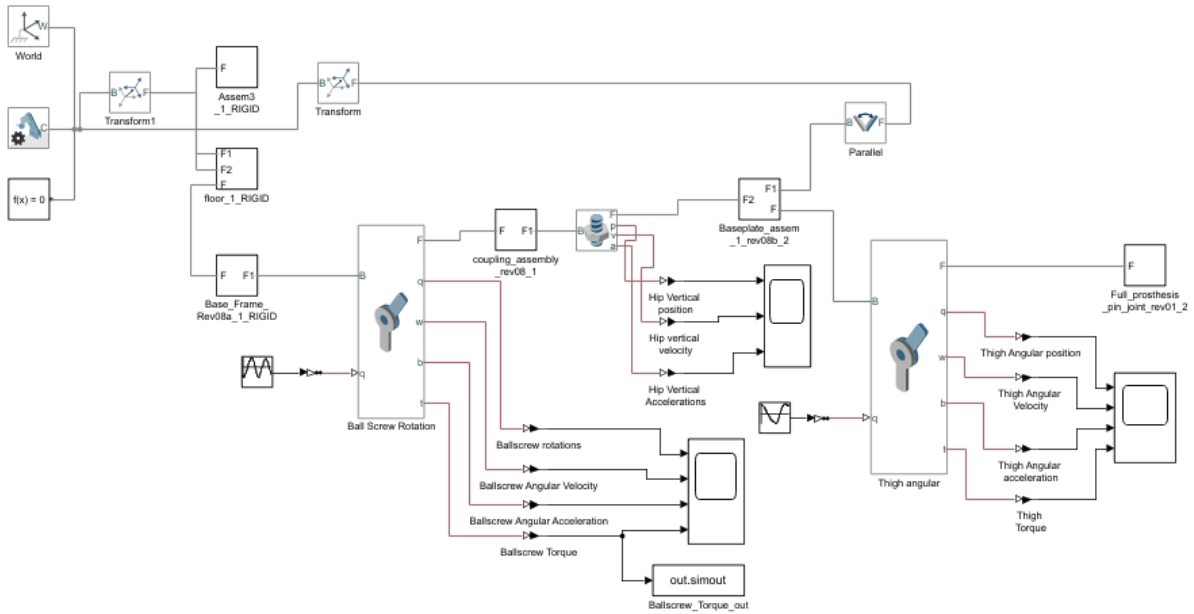 W
World
B F
Transform1
F
Assem3
_1_RIGID
B F
Transform
C
B F
Parallel
f(x) = 0
F1
F2
F
floor_1_RIGID
F F1
Base_Frame_
Rev08a_1_RIGID
B
F
q
w
b
t
q
Ball Screw Rotation
F F1
coupling_assembly
_rev08_1
B
F
p
v
a
F2
F1
F
Baseplate_assem
_1_rev08b_2
Hip Vertical
position
Hip vertical
velocity
Hip Vertical
Accelerations
B
F
q
w
b
t
q
Thigh angular
F
Full_prosthesis
_pin_joint_rev01_2
Thigh Angular position
Thigh Angular
Velocity
Thigh Angular
acceleration
Thigh
Torque
Ballscrew rotations
Ballscrew Angular Velocity
Ballscrew Angular Acceleration
Ballscrew Torque
out.simout
Ballscrew_Torque_out